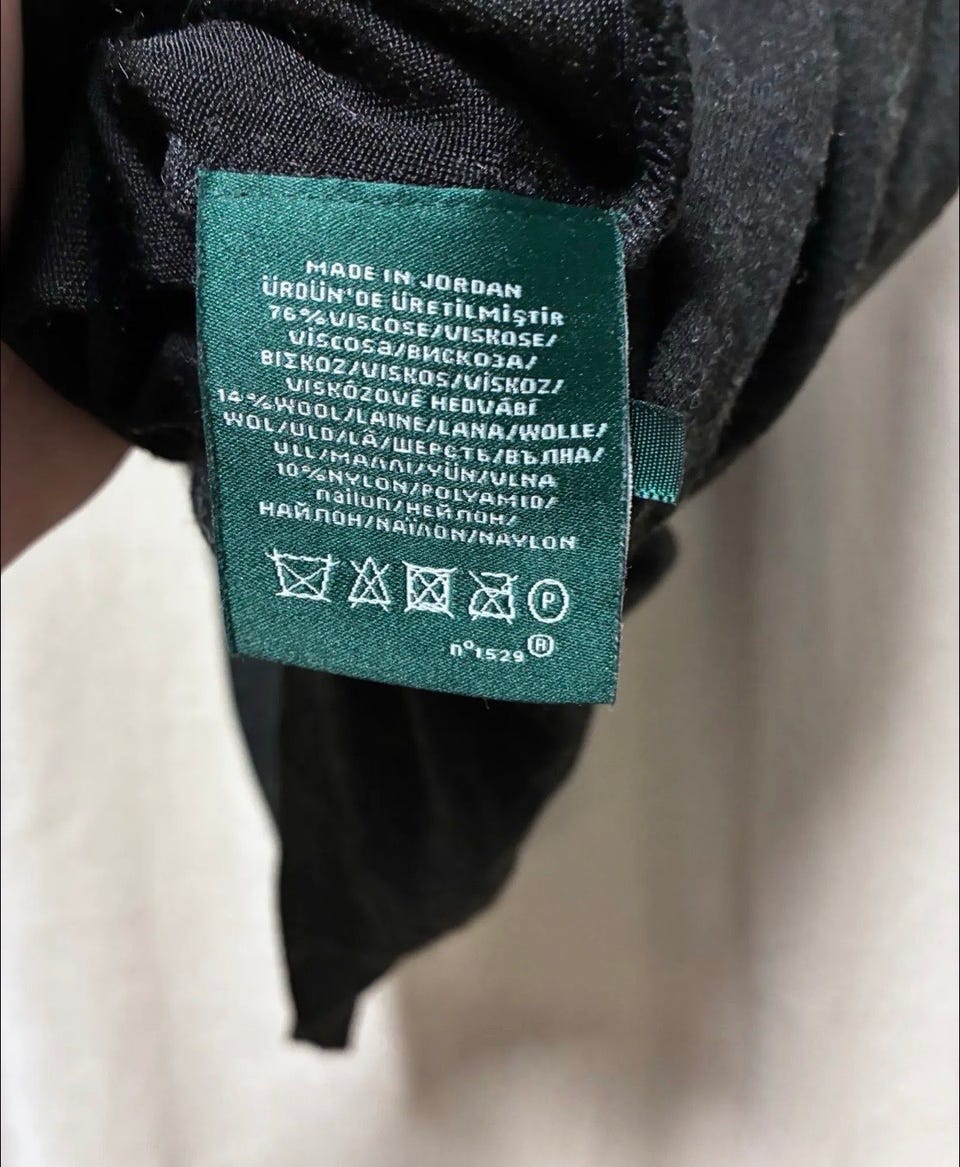 MADE IN JORDAN
ÜRDÜN'DE ÜRETİLMİŞTİR
76%VISCOSE/VISKOSE/
VISCOSA/ВИСКОЗА/
ΒΙΣΚΟΖ/VISKOS/VİSKOZ/
VISKÓZOVÉ HEDVÁBÍ
14%WOOL/LAINE/LANA/WOLLE/
WOL/ULD/LÃ/ШЕРСТЬ/ВЪЛНА/
ULL/ΜΑΛΛΙ/YÜN/VLNA
10%NYLON/POLYAMID/
nailon/НЕЙЛОН/
НАЙЛОН/ΝΑΪΛΟΝ/NAYLON
P
nº1529 ®